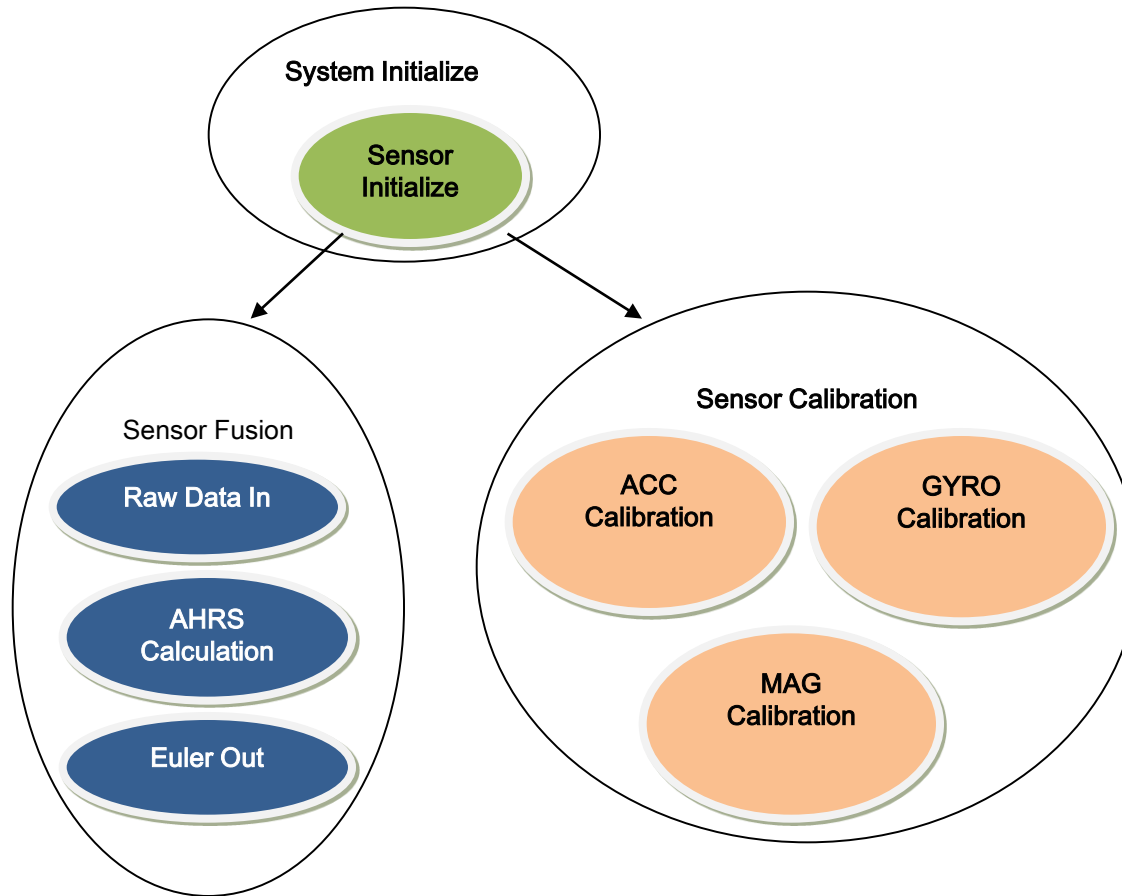 System Initialize
Sensor
Initialize
Sensor Fusion
Raw Data In
AHRS
Calculation
Euler Out
Sensor Calibration
ACC
Calibration
GYRO
Calibration
MAG
Calibration